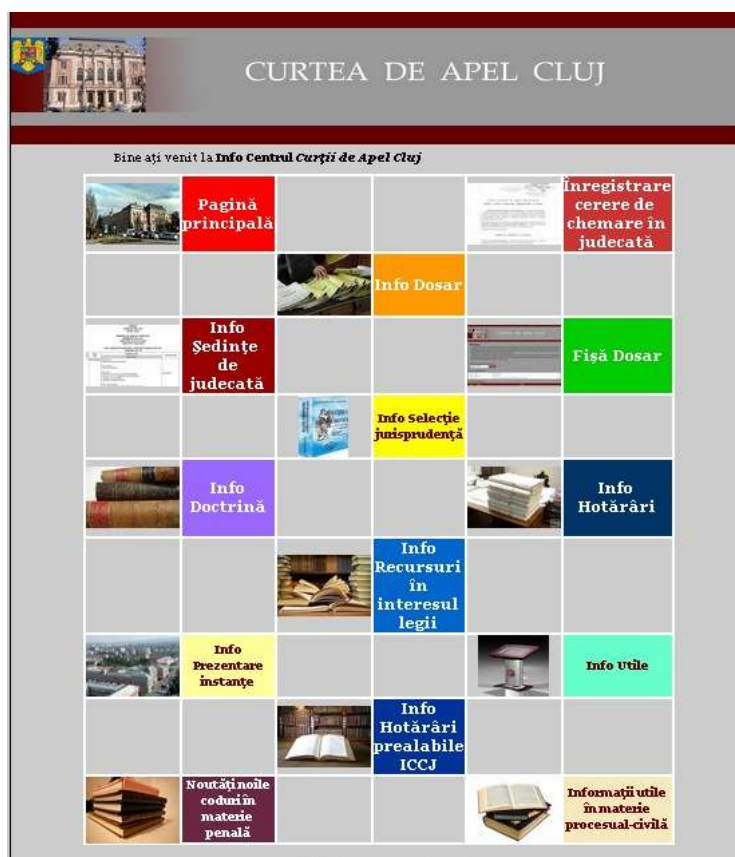 CURTEA DE APEL CLUJ
Bine ați venit la Info Centrul Curții de Apel Cluj
Pagină
principală
Înregistrare
cerere de
chemare în
judecată
Info Dosar
Info
Ședințe
de
judecată
Fișă Dosar
Info Selecție
jurisprudență
Info
Doctrină
Info
Hotărâri
Info
Recursuri
în
interesul
legii
Info
Prezentare
instanțe
Info Utile
Info
Hotărâri
prealabile
ICCJ
Noutăți noile
coduri în
materie
penală
Informații utile
în materie
procesual-civilă